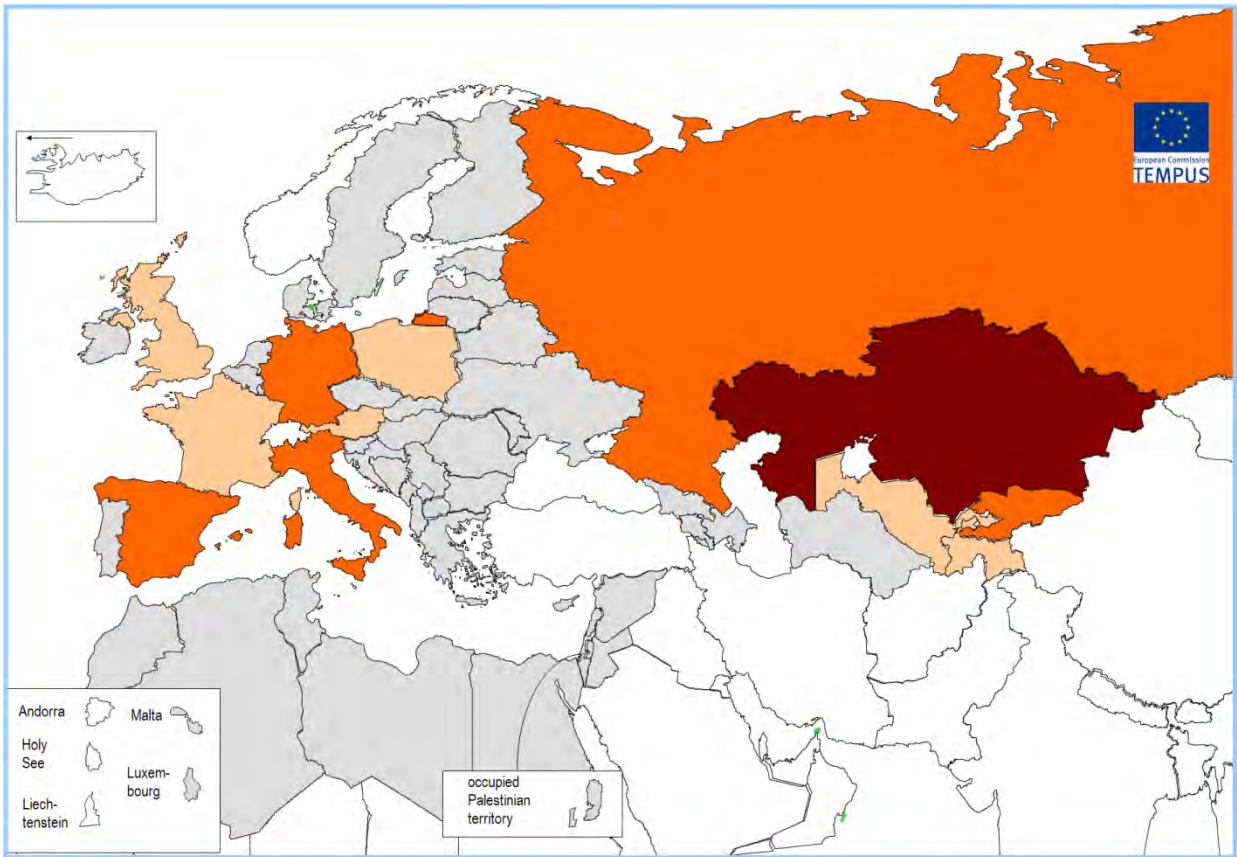 European Commission
TEMPUS
Andorra
Malta
Holy
See
Luxem-
bourg
Liech-
tenstein
occupied
Palestinian
territory